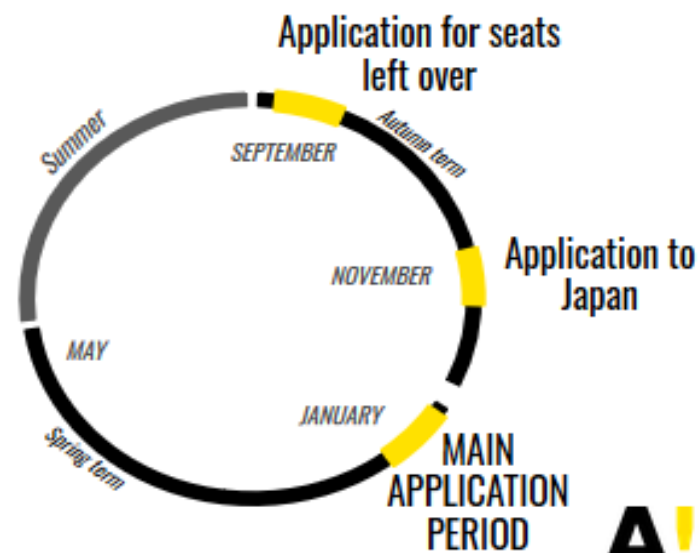 Application for seats
left over
Summer
Autumn term
SEPTEMBER
NOVEMBER
Application to
Japan
MAY
JANUARY
Spring term
MAIN
APPLICATION
PERIOD
A!